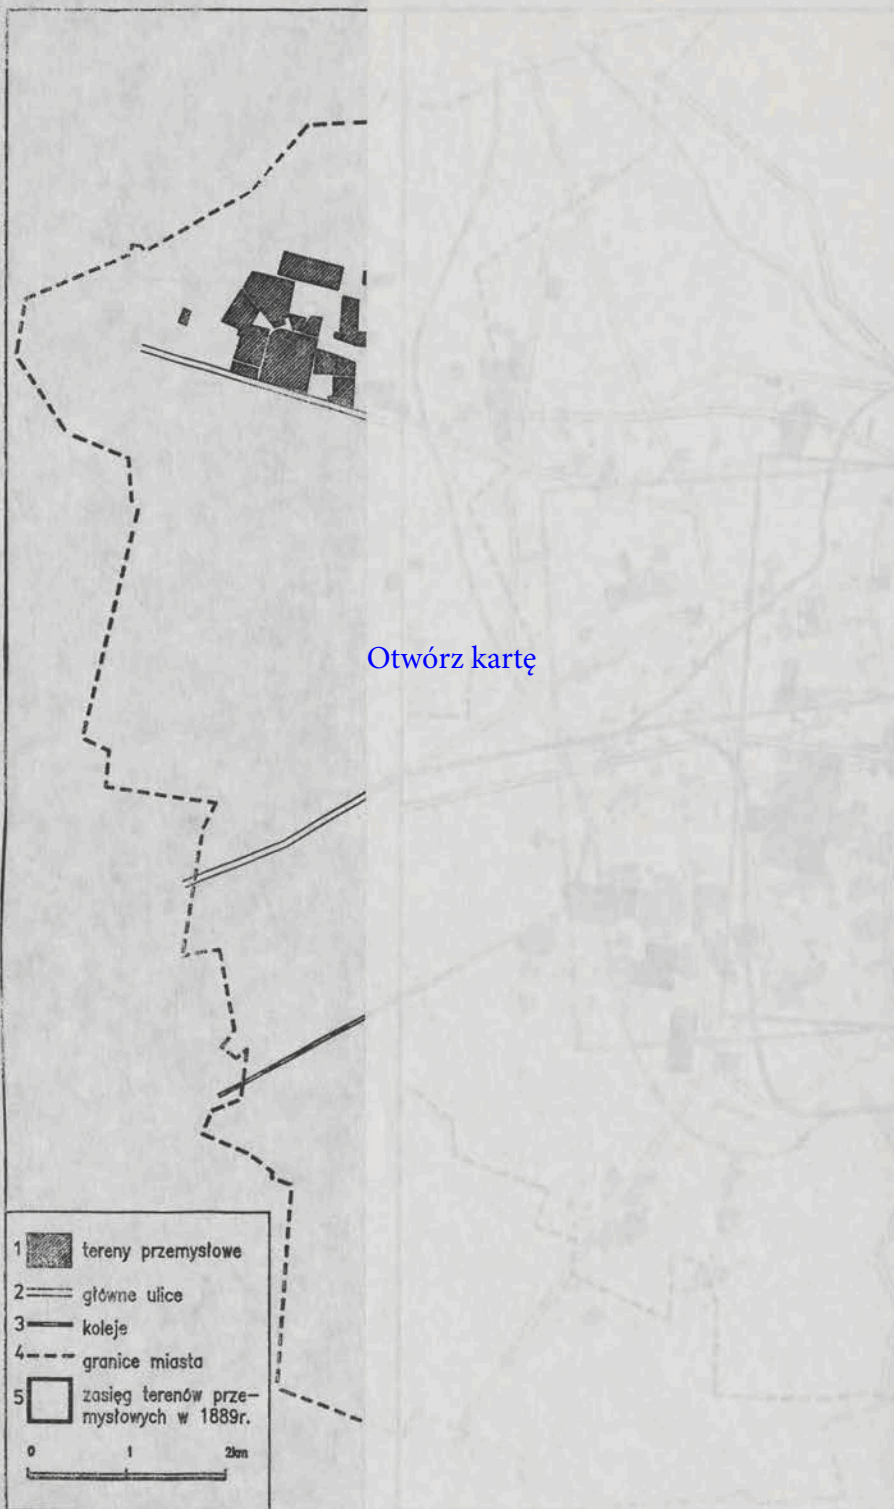 Otwórz kartę
1 tereny przemysłowe
2 główne ulice
3 koleje
4 granice miasta
5 zasięg terenów prze-
mysłowych w 1889r.
0 1 2km